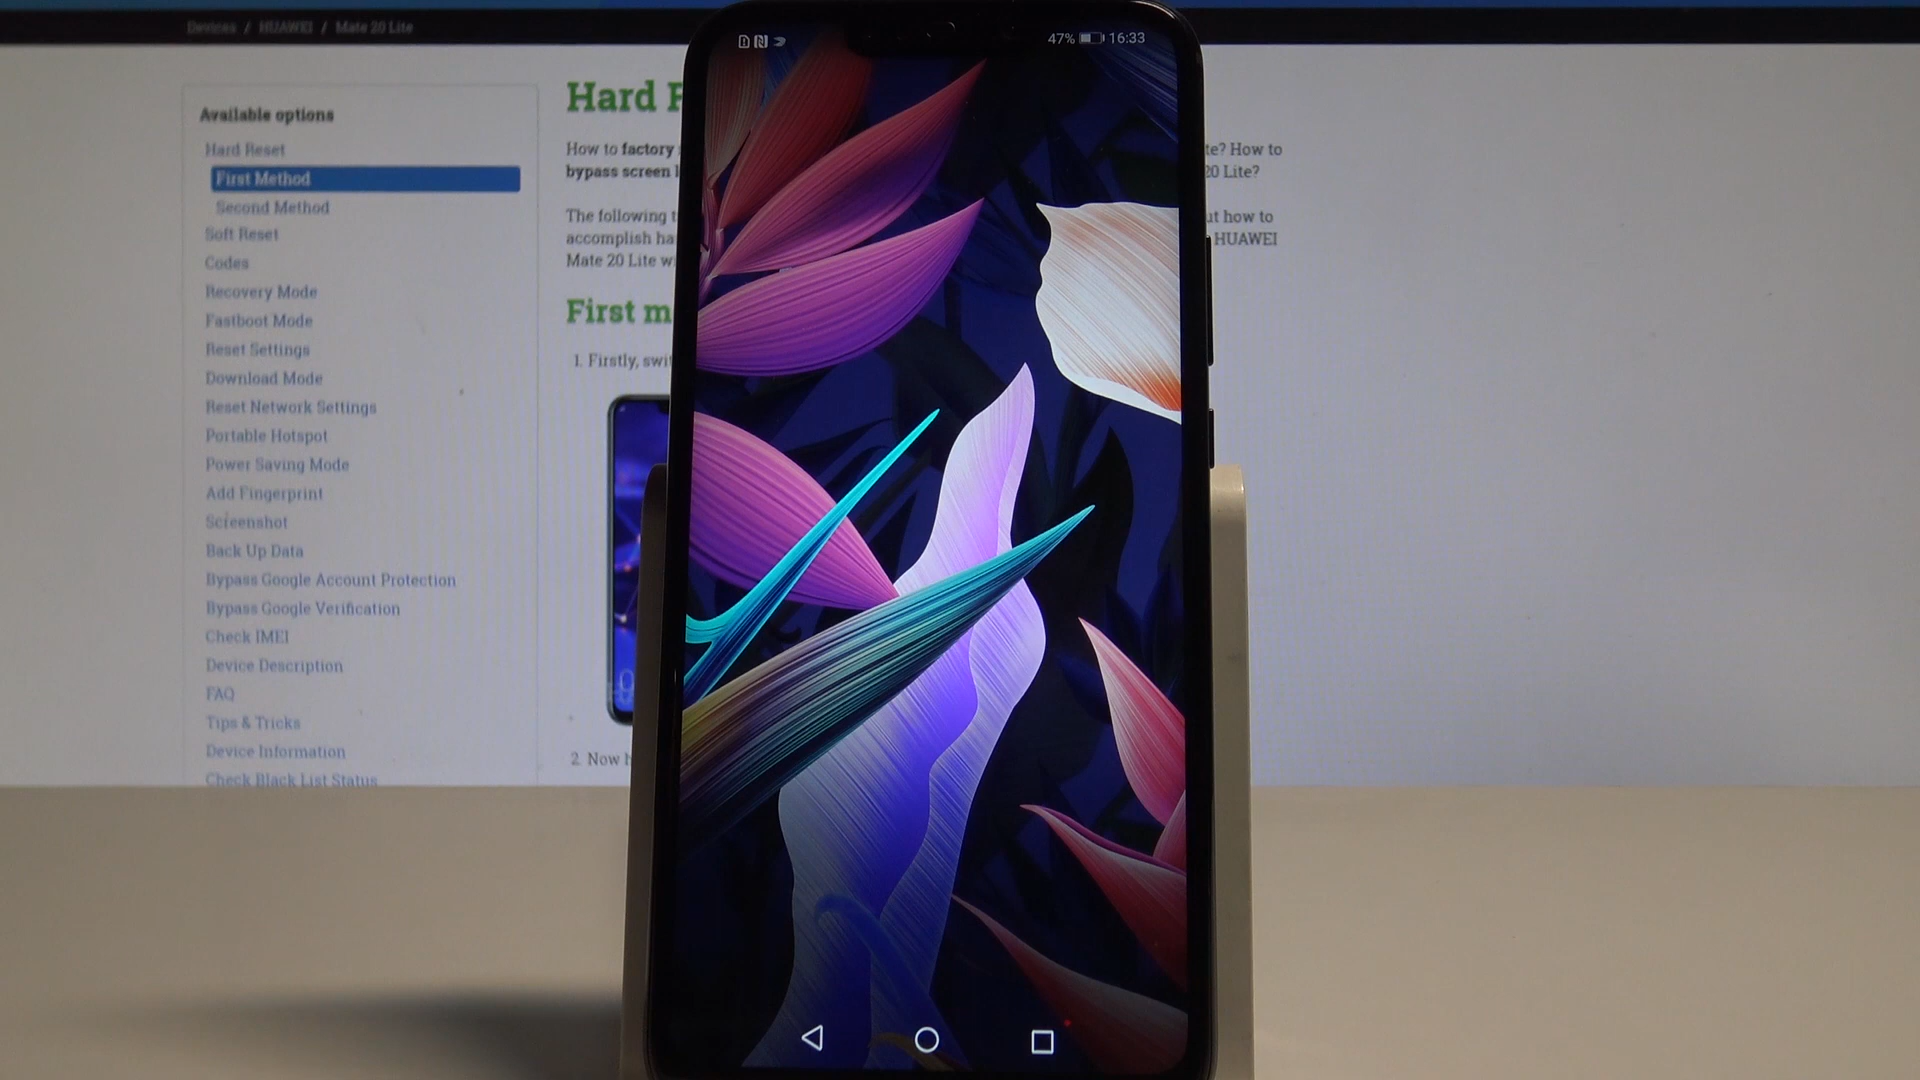 Devices / HUAWEI / Mate 20 Lite
Available options
Hard Reset
First Method
Second Method
Soft Reset
Codes
Recovery Mode
Fastboot Mode
Reset Settings
Download Mode
Reset Network Settings
Portable Hotspot
Power Saving Mode
Add Fingerprint
Screenshot
Back Up Data
Bypass Google Account Protection
Bypass Google Verification
Check IMEI
Device Description
FAQ
Tips & Tricks
Device Information
Check Black List Status
Hard
How to factory
bypass screen
The following
accomplish ha
Mate 20 Lite w
First m
1. Firstly, swit
2. Now h
47% 16:33
te? How to
20 Lite?
ut how to
HUAWEI